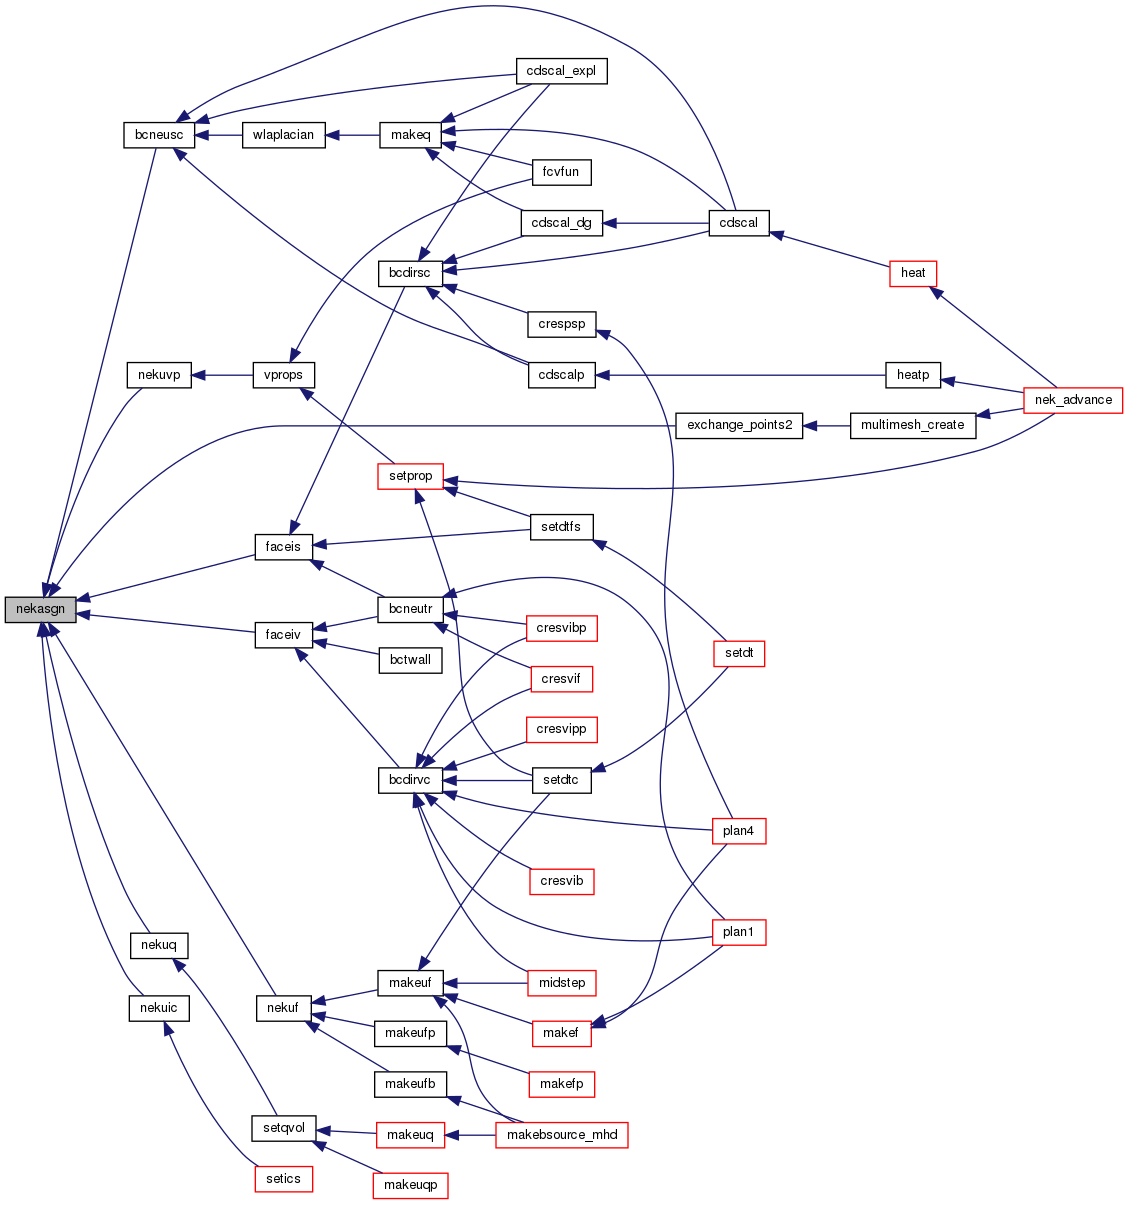 cdscal_expl
bcneusc
wlaplacian
makeq
fcvfun
cdscal_dg
cdscal
bcdirsc
heat
crespsp
nekuvp
vprops
cdscalp
heatp
nek_advance
exchange_points2
multimesh_create
setprop
setdtfs
faceis
nekasgn
bcneutr
faceiv
cresvibp
bctwall
setdt
cresvif
cresvipp
bcdirvc
setdtc
plan4
cresvib
plan1
nekuq
makeuf
midstep
nekuic
nekuf
makeufp
makef
makeufb
makefp
setqvol
makeuq
makebsource_mhd
setics
makeuqp